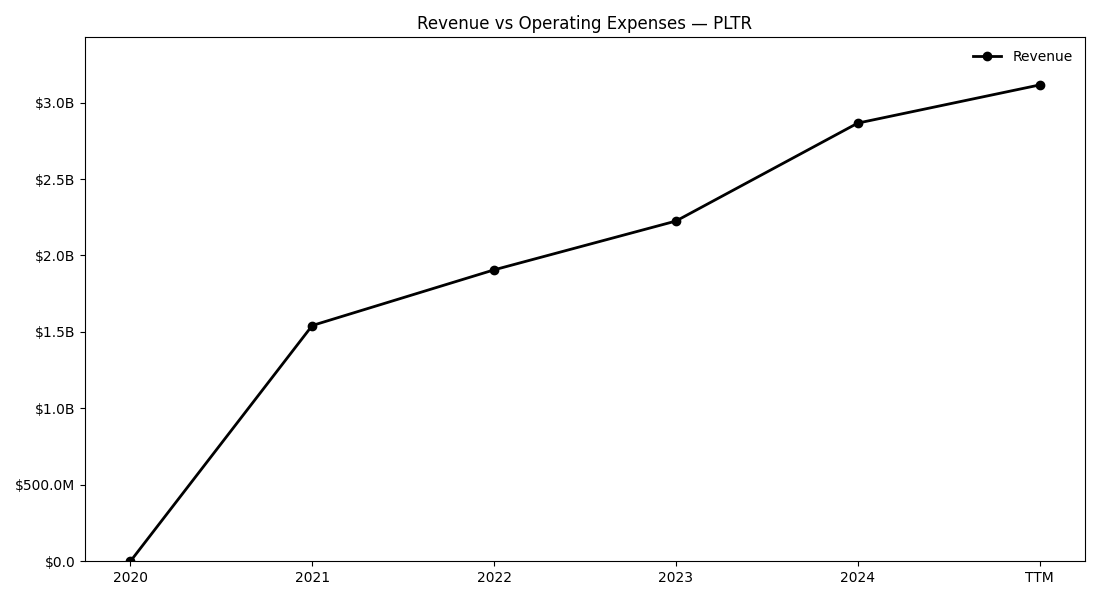 Revenue vs Operating Expenses — PLTR
Revenue
$3.0B
$2.5B
$2.0B
$1.5B
$1.0B
$500.0M
$0.0
2020 2021 2022 2023 2024 TTM